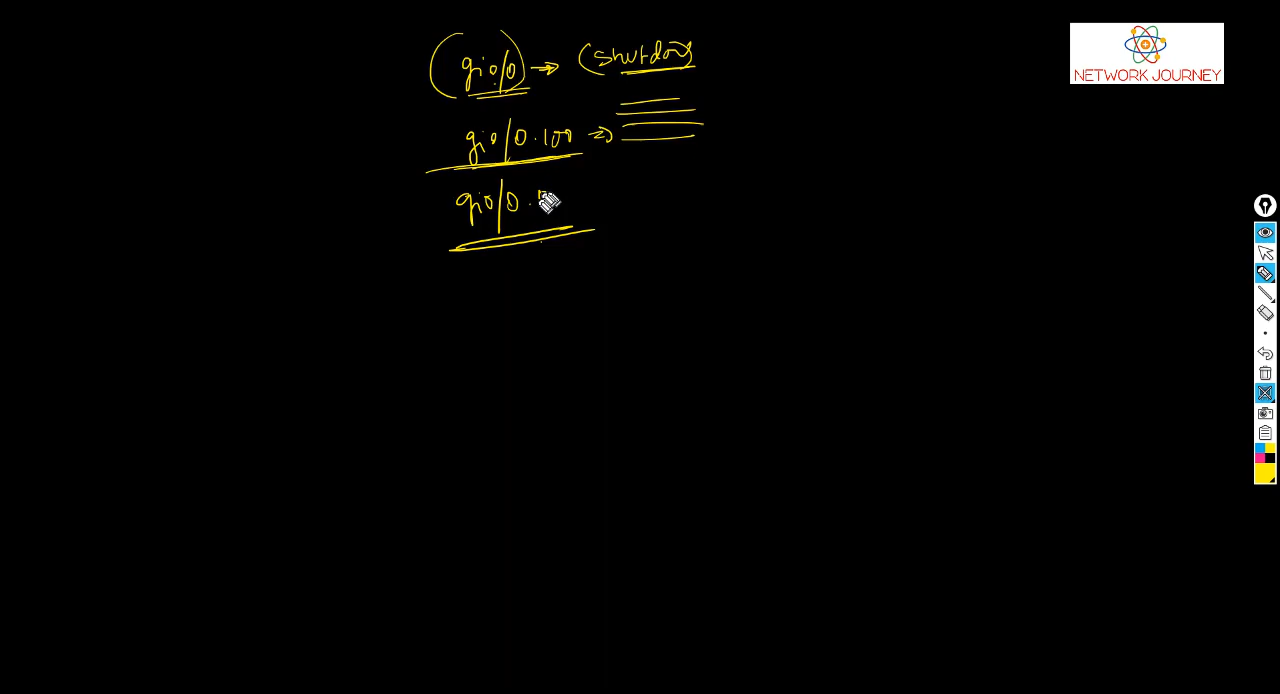 (gi0/0) → (Shutdown
gi0/0.100 →
gi0/0.
NETWORK JOURNEY